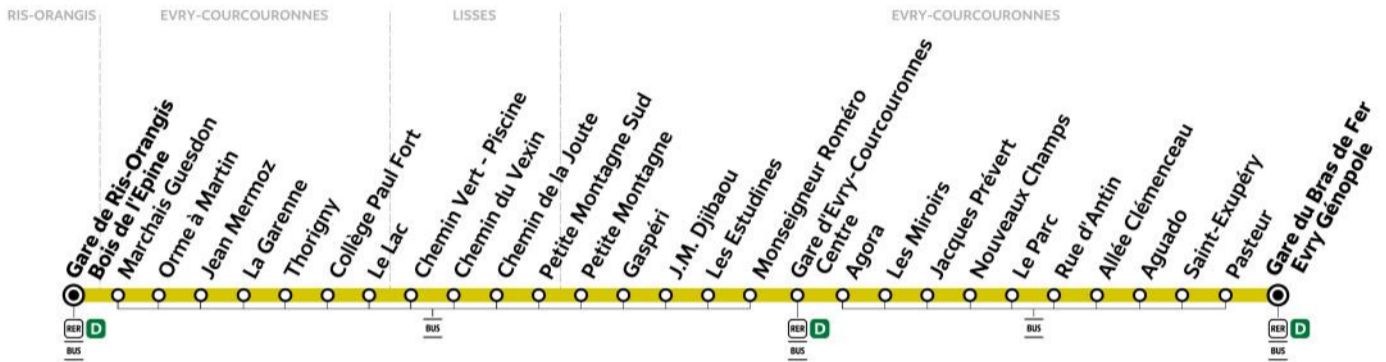 RIS-ORANGIS
EVRY-COURCOURONNES
LISSES
EVRY-COURCOURONNES
Gare de Ris-Orangis
Bois de l'Epine
Marchais Guesdon
Orme à Martin
Jean Mermoz
La Garenne
Thorigny
Collège Paul Fort
Le Lac
Chemin Vert - Piscine
Chemin du Vexin
Chemin de la Joute
Petite Montagne Sud
Petite Montagne
Gaspéri
J.M. Djibaou
Les Estudines
Monseigneur Roméro
Gare d'Evry-Courcouronnes
Centre
Agora
Les Miroirs
Jacques Prévert
Nouveaux Champs
Le Parc
Rue d'Antin
Allée Clémenceau
Aguado
Saint-Exupéry
Pasteur
Gare du Bras de Fer
Evry Génopole
RER D
BUS
BUS
RER D
BUS
BUS
RER D
BUS